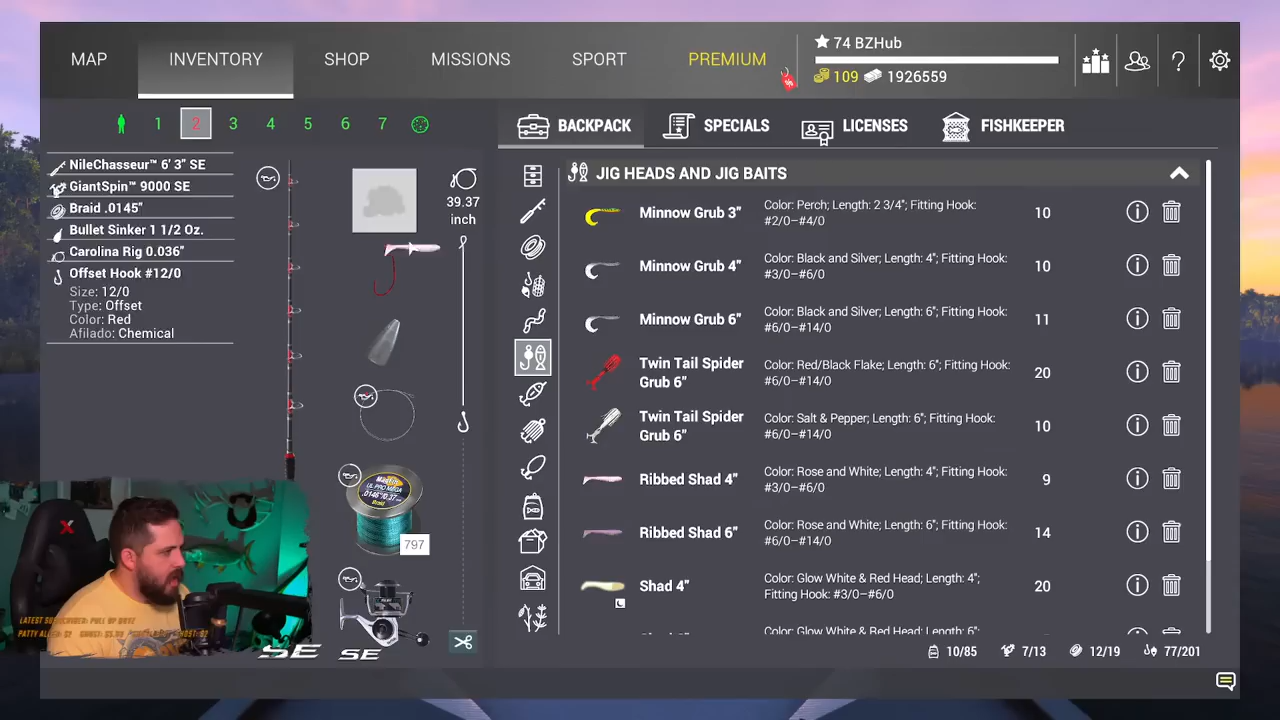 MAP
INVENTORY
SHOP
MISSIONS
SPORT
PREMIUM
%
74 BZHub
109 1926559
?
1
2
3
4
5
6
7
BACKPACK
SPECIALS
LICENSES
FISHKEEPER
NileChasseur™ 6' 3" SE
GiantSpin™ 9000 SE
Braid .0145"
Bullet Sinker 1 1/2 Oz.
Carolina Rig 0.036"
Offset Hook #12/0
Size: 12/0
Type: Offset
Color: Red
Afilado: Chemical
39.37
inch
797
SE
SE
X
JIG HEADS AND JIG BAITS
Minnow Grub 3"
Color: Perch; Length: 2 3/4"; Fitting Hook:
#2/0–#4/0
10
Minnow Grub 4"
Color: Black and Silver; Length: 4"; Fitting Hook:
#3/0–#6/0
10
Minnow Grub 6"
Color: Black and Silver; Length: 6"; Fitting Hook:
#6/0–#14/0
11
Twin Tail Spider
Grub 6"
Color: Red/Black Flake; Length: 6"; Fitting Hook:
#6/0–#14/0
20
Twin Tail Spider
Grub 6"
Color: Salt & Pepper; Length: 6"; Fitting Hook:
#6/0–#14/0
10
Ribbed Shad 4"
Color: Rose and White; Length: 4"; Fitting Hook:
#3/0–#6/0
9
Ribbed Shad 6"
Color: Rose and White; Length: 6"; Fitting Hook:
#6/0–#14/0
14
Shad 4"
Color: Glow White & Red Head; Length: 4";
Fitting Hook: #3/0–#6/0
20
Color: Glow White & Red Head; Length: 6";
10/85
7/13
12/19
77/201